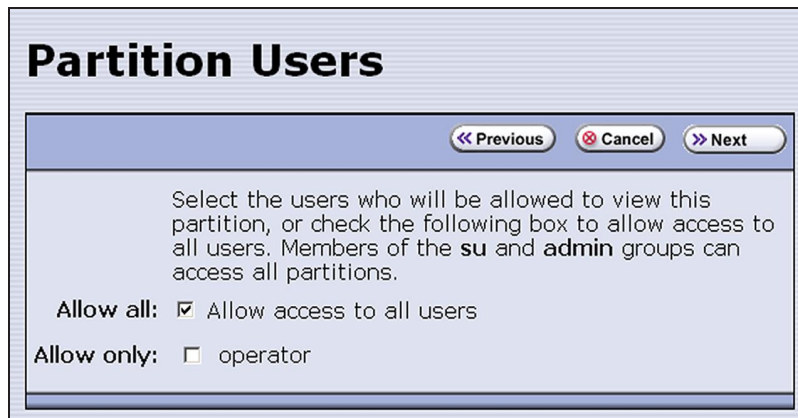 Partition Users
Previous Cancel Next
Select the users who will be allowed to view this
partition, or check the following box to allow access to
all users. Members of the su and admin groups can
access all partitions.
Allow all: Allow access to all users
Allow only: operator